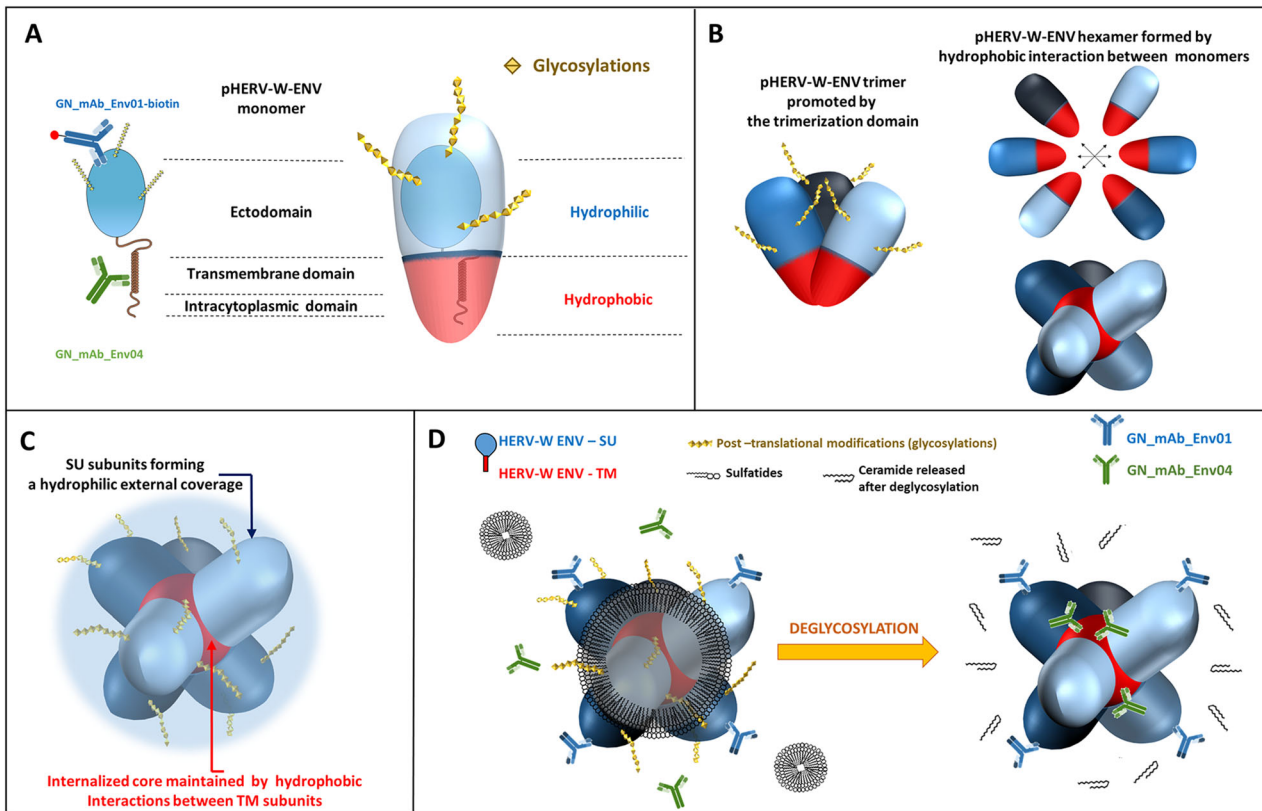 A
Glycosylations
GN_mAb_Env01-biotin
pHERV-W-ENV
monomer
Ectodomain
Hydrophilic
Transmembrane domain
Intracytoplasmic domain
Hydrophobic
GN_mAb_Env04
B
pHERV-W-ENV trimer
promoted by
the trimerization domain
pHERV-W-ENV hexamer formed by
hydrophobic interaction between monomers
C
SU subunits forming
a hydrophilic external coverage
Internalized core maintained by hydrophobic
Interactions between TM subunits
D
HERV-W ENV – SU
HERV-W ENV - TM
Post –translational modifications (glycosylations)
Sulfatides
Ceramide released
after deglycosylation
GN_mAb_Env01
GN_mAb_Env04
DEGLYCOSYLATION